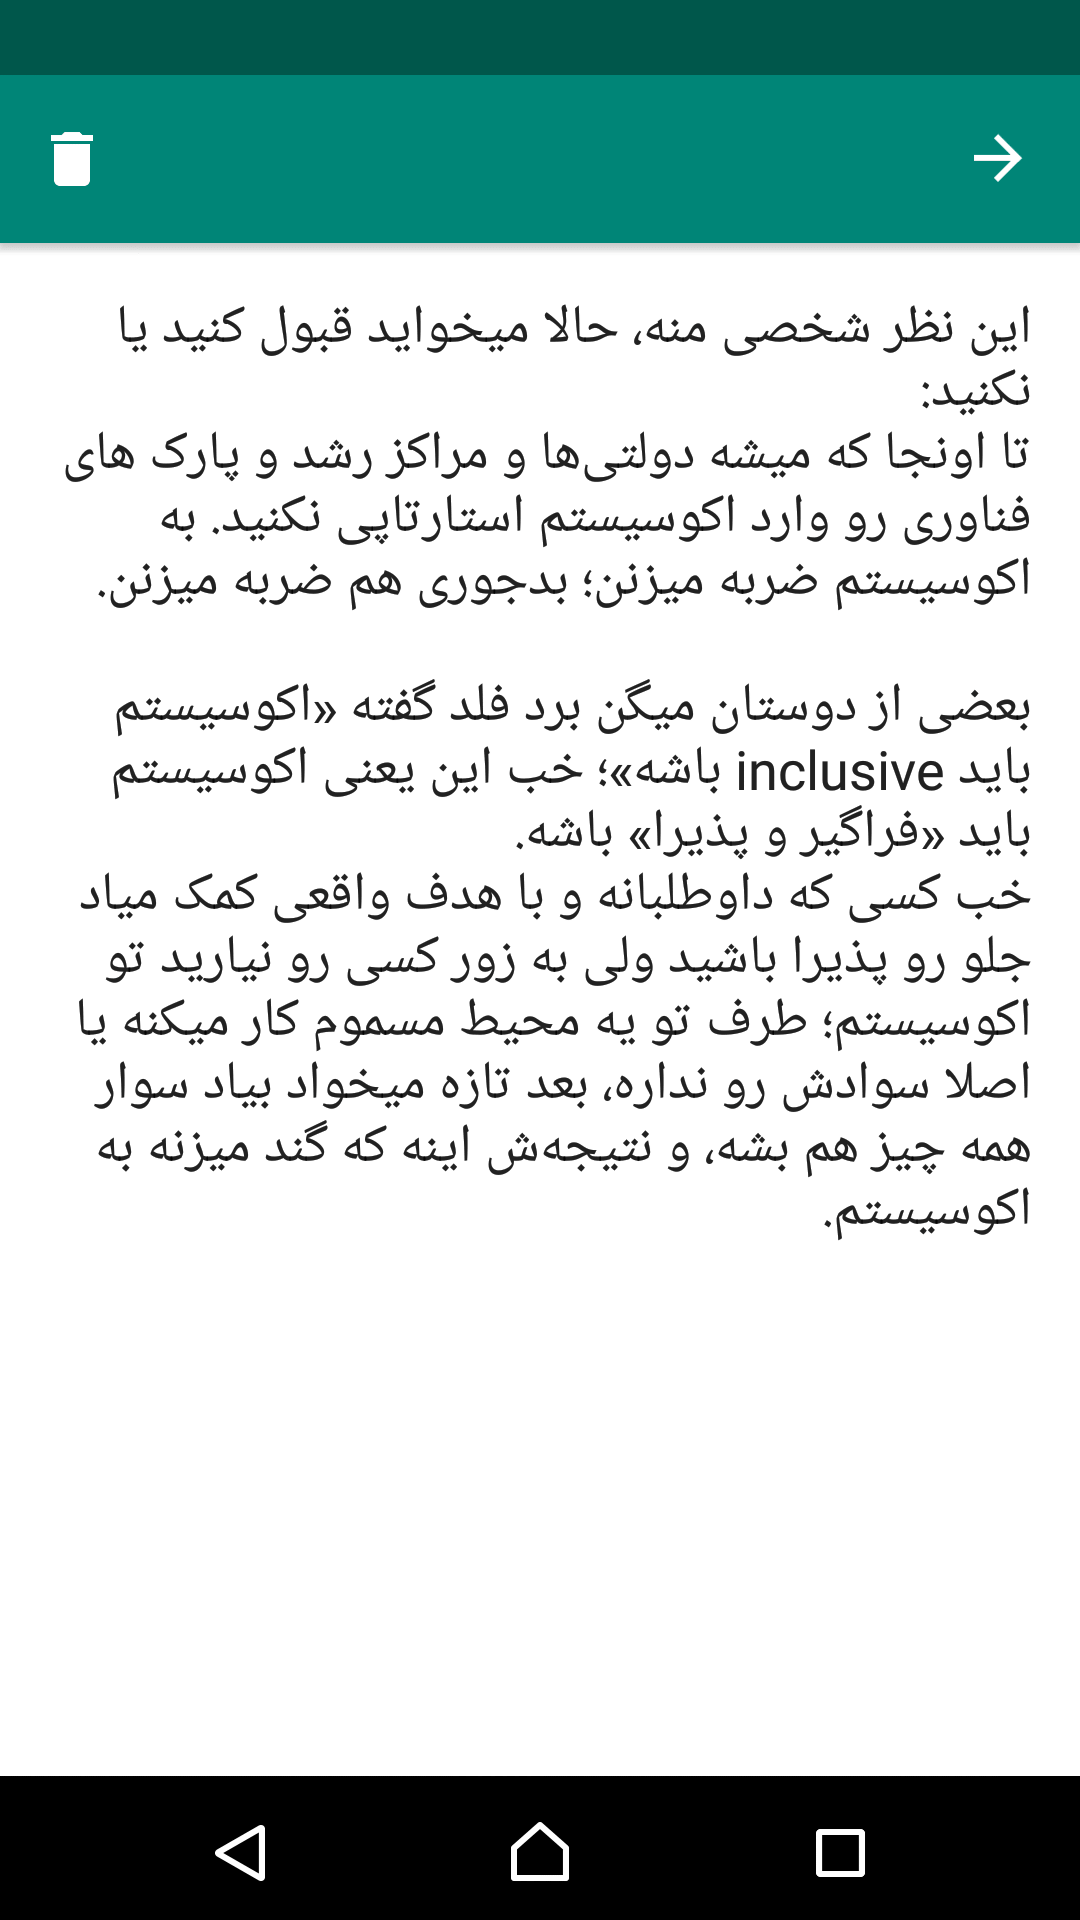 این نظر شخصی منه، حالا میخواید قبول کنید یا
نکنید:
تا اونجا که میشه دولتی‌ها و مراکز رشد و پارک های
فناوری رو وارد اکوسیستم استارتاپی نکنید. به
اکوسیستم ضربه میزنن؛ بدجوری هم ضربه میزنن.
بعضی از دوستان میگن برد فلد گفته «اکوسیستم
باید inclusive باشه»؛ خب این یعنی اکوسیستم
باید «فراگیر و پذیرا» باشه.
خب کسی که داوطلبانه و با هدف واقعی کمک میاد
جلو رو پذیرا باشید ولی به زور کسی رو نیارید تو
اکوسیستم؛ طرف تو یه محیط مسموم کار میکنه یا
اصلا سوادش رو نداره، بعد تازه میخواد بیاد سوار
همه چیز هم بشه، و نتیجه‌ش اینه که گند میزنه به
اکوسیستم.